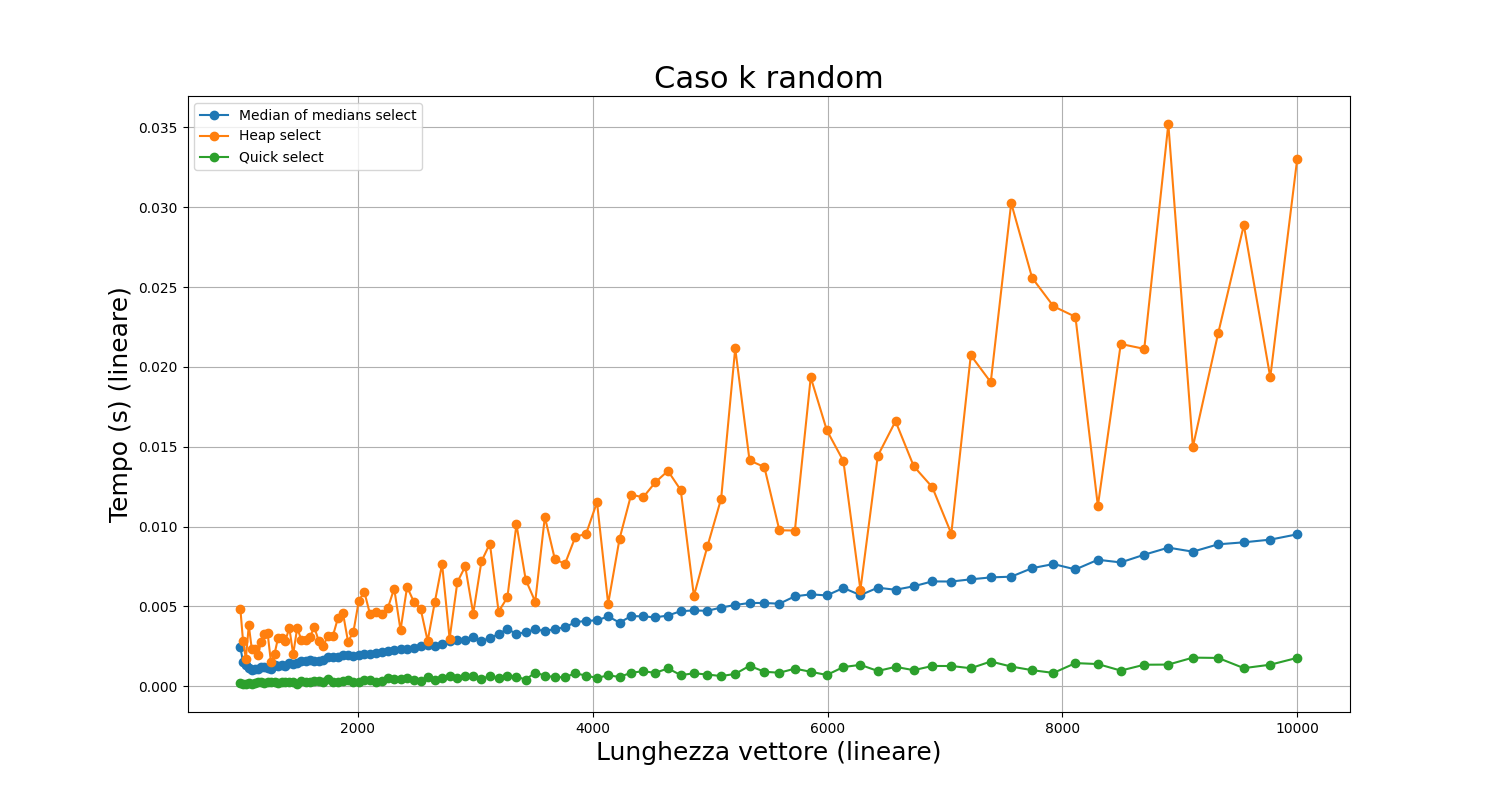 Caso k random
Median of medians select
Heap select
Quick select
0.035
0.030
0.025
0.020
0.015
0.010
0.005
0.000
Tempo (s) (lineare)
2000 4000 6000 8000 10000
Lunghezza vettore (lineare)